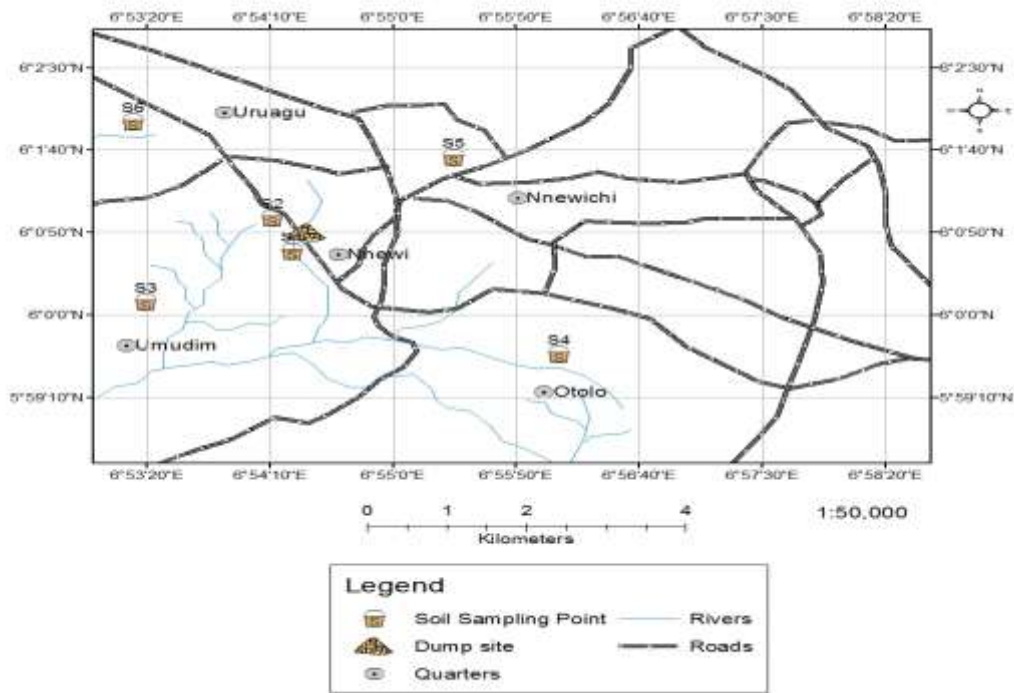 6°53'20"E 6°54'10"E 6°55'0"E 6°55'50"E 6°56'40"E 6°57'30"E 6°58'20"E
6°2'30"N 6°2'30"N
S6
Uruagu
6°1'40"N S5 6°1'40"N
Nnewichi
S2
6°0'50"N 6°0'50"N
Nnewi
S3
6°0'0"N 6°0'0"N
Umudim S4
5°59'10"N Otolo 5°59'10"N
6°53'20"E 6°54'10"E 6°55'0"E 6°55'50"E 6°56'40"E 6°57'30"E 6°58'20"E
0 1 2 4
Kilometers
1:50,000
Legend
Soil Sampling Point Rivers
Dump site Roads
Quarters